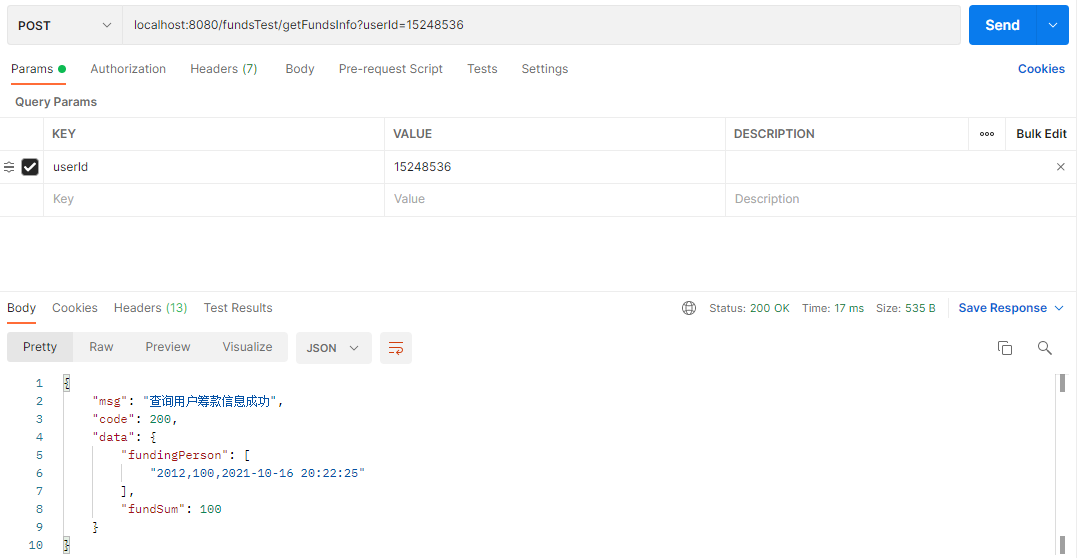 POST localhost:8080/fundsTest/getFundsInfo?userId=15248536 Send
Params Authorization Headers (7) Body Pre-request Script Tests Settings Cookies
Query Params
KEY VALUE DESCRIPTION ooo Bulk Edit
userId 15248536
Key Value Description
Body Cookies Headers (13) Test Results Status: 200 OK Time: 17 ms Size: 535 B Save Response
Pretty Raw Preview Visualize JSON
1 {
2 "msg": "查询用户筹款信息成功",
3 "code": 200,
4 "data": {
5 "fundingPerson": [
6 "2012,100,2021-10-16 20:22:25"
7 ],
8 "fundSum": 100
9 }
10 }